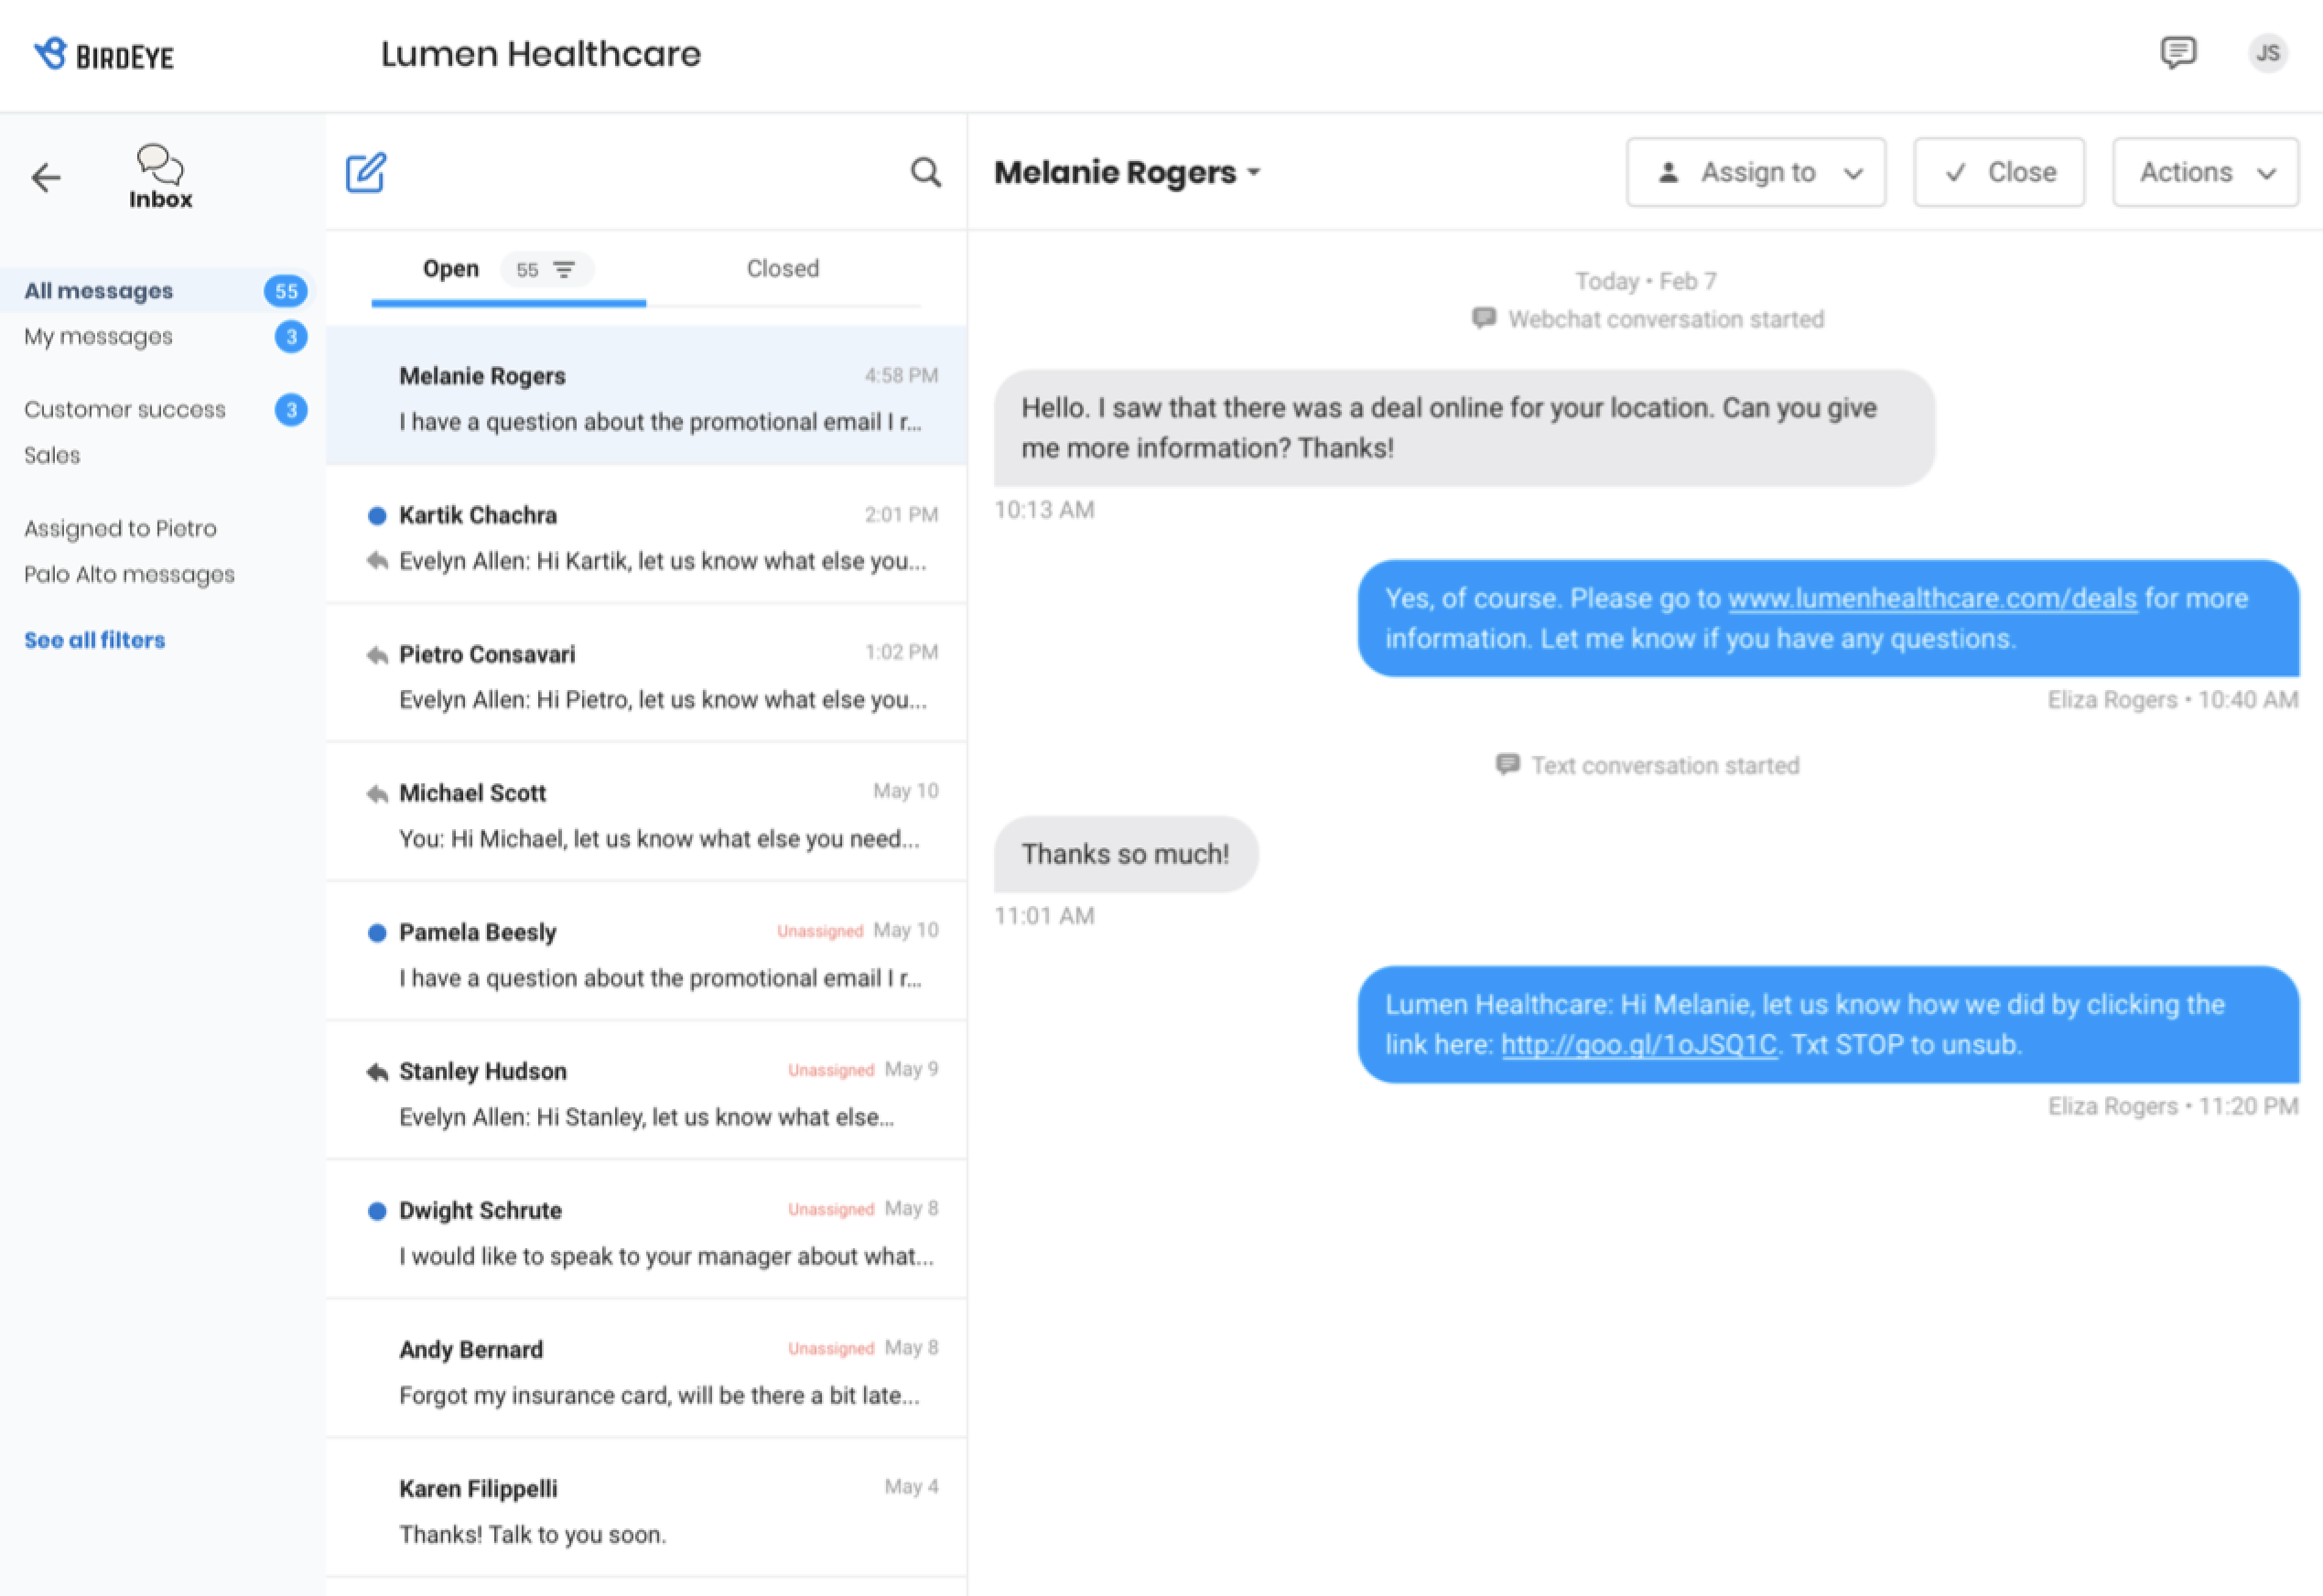 BIRDEYE
Lumen Healthcare
JS
Inbox
All messages 55
My messages 3
Customer success 3
Sales
Assigned to Pietro
Palo Alto messages
See all filters
Open 55
Closed
Melanie Rogers 4:58 PM
I have a question about the promotional email I r...
Kartik Chachra 2:01 PM
Evelyn Allen: Hi Kartik, let us know what else you...
Pietro Consavari 1:02 PM
Evelyn Allen: Hi Pietro, let us know what else you...
Michael Scott May 10
You: Hi Michael, let us know what else you need...
Pamela Beesly Unassigned May 10
I have a question about the promotional email I r...
Stanley Hudson Unassigned May 9
Evelyn Allen: Hi Stanley, let us know what else...
Dwight Schrute Unassigned May 8
I would like to speak to your manager about what...
Andy Bernard Unassigned May 8
Forgot my insurance card, will be there a bit late...
Karen Filippelli May 4
Thanks! Talk to you soon.
Melanie Rogers
Assign to
Close
Actions
Today • Feb 7
Webchat conversation started
Hello. I saw that there was a deal online for your location. Can you give
me more information? Thanks!
10:13 AM
Yes, of course. Please go to www.lumenhealthcare.com/deals for more
information. Let me know if you have any questions.
Eliza Rogers • 10:40 AM
Text conversation started
Thanks so much!
11:01 AM
Lumen Healthcare: Hi Melanie, let us know how we did by clicking the
link here: http://goo.gl/1oJSQ1C. Txt STOP to unsub.
Eliza Rogers • 11:20 PM